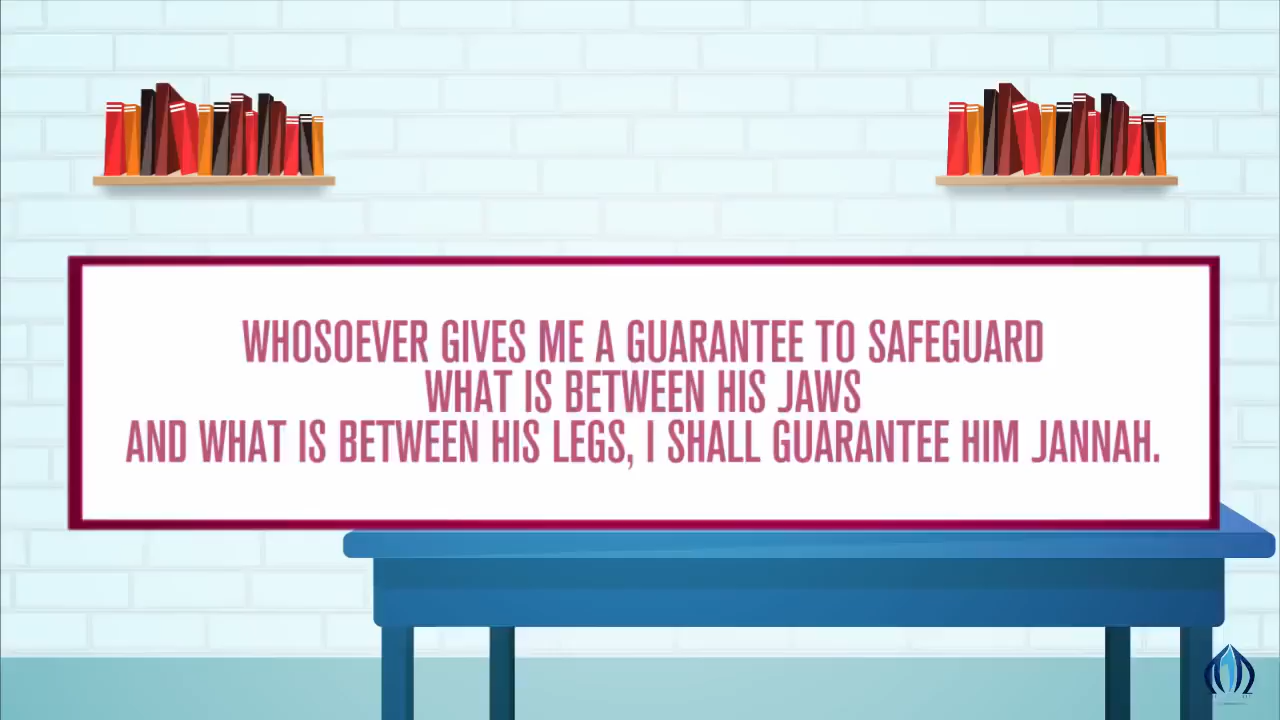 WHOSOEVER GIVES ME A GUARANTEE TO SAFEGUARD
WHAT IS BETWEEN HIS JAWS
AND WHAT IS BETWEEN HIS LEGS, I SHALL GUARANTEE HIM JANNAH.